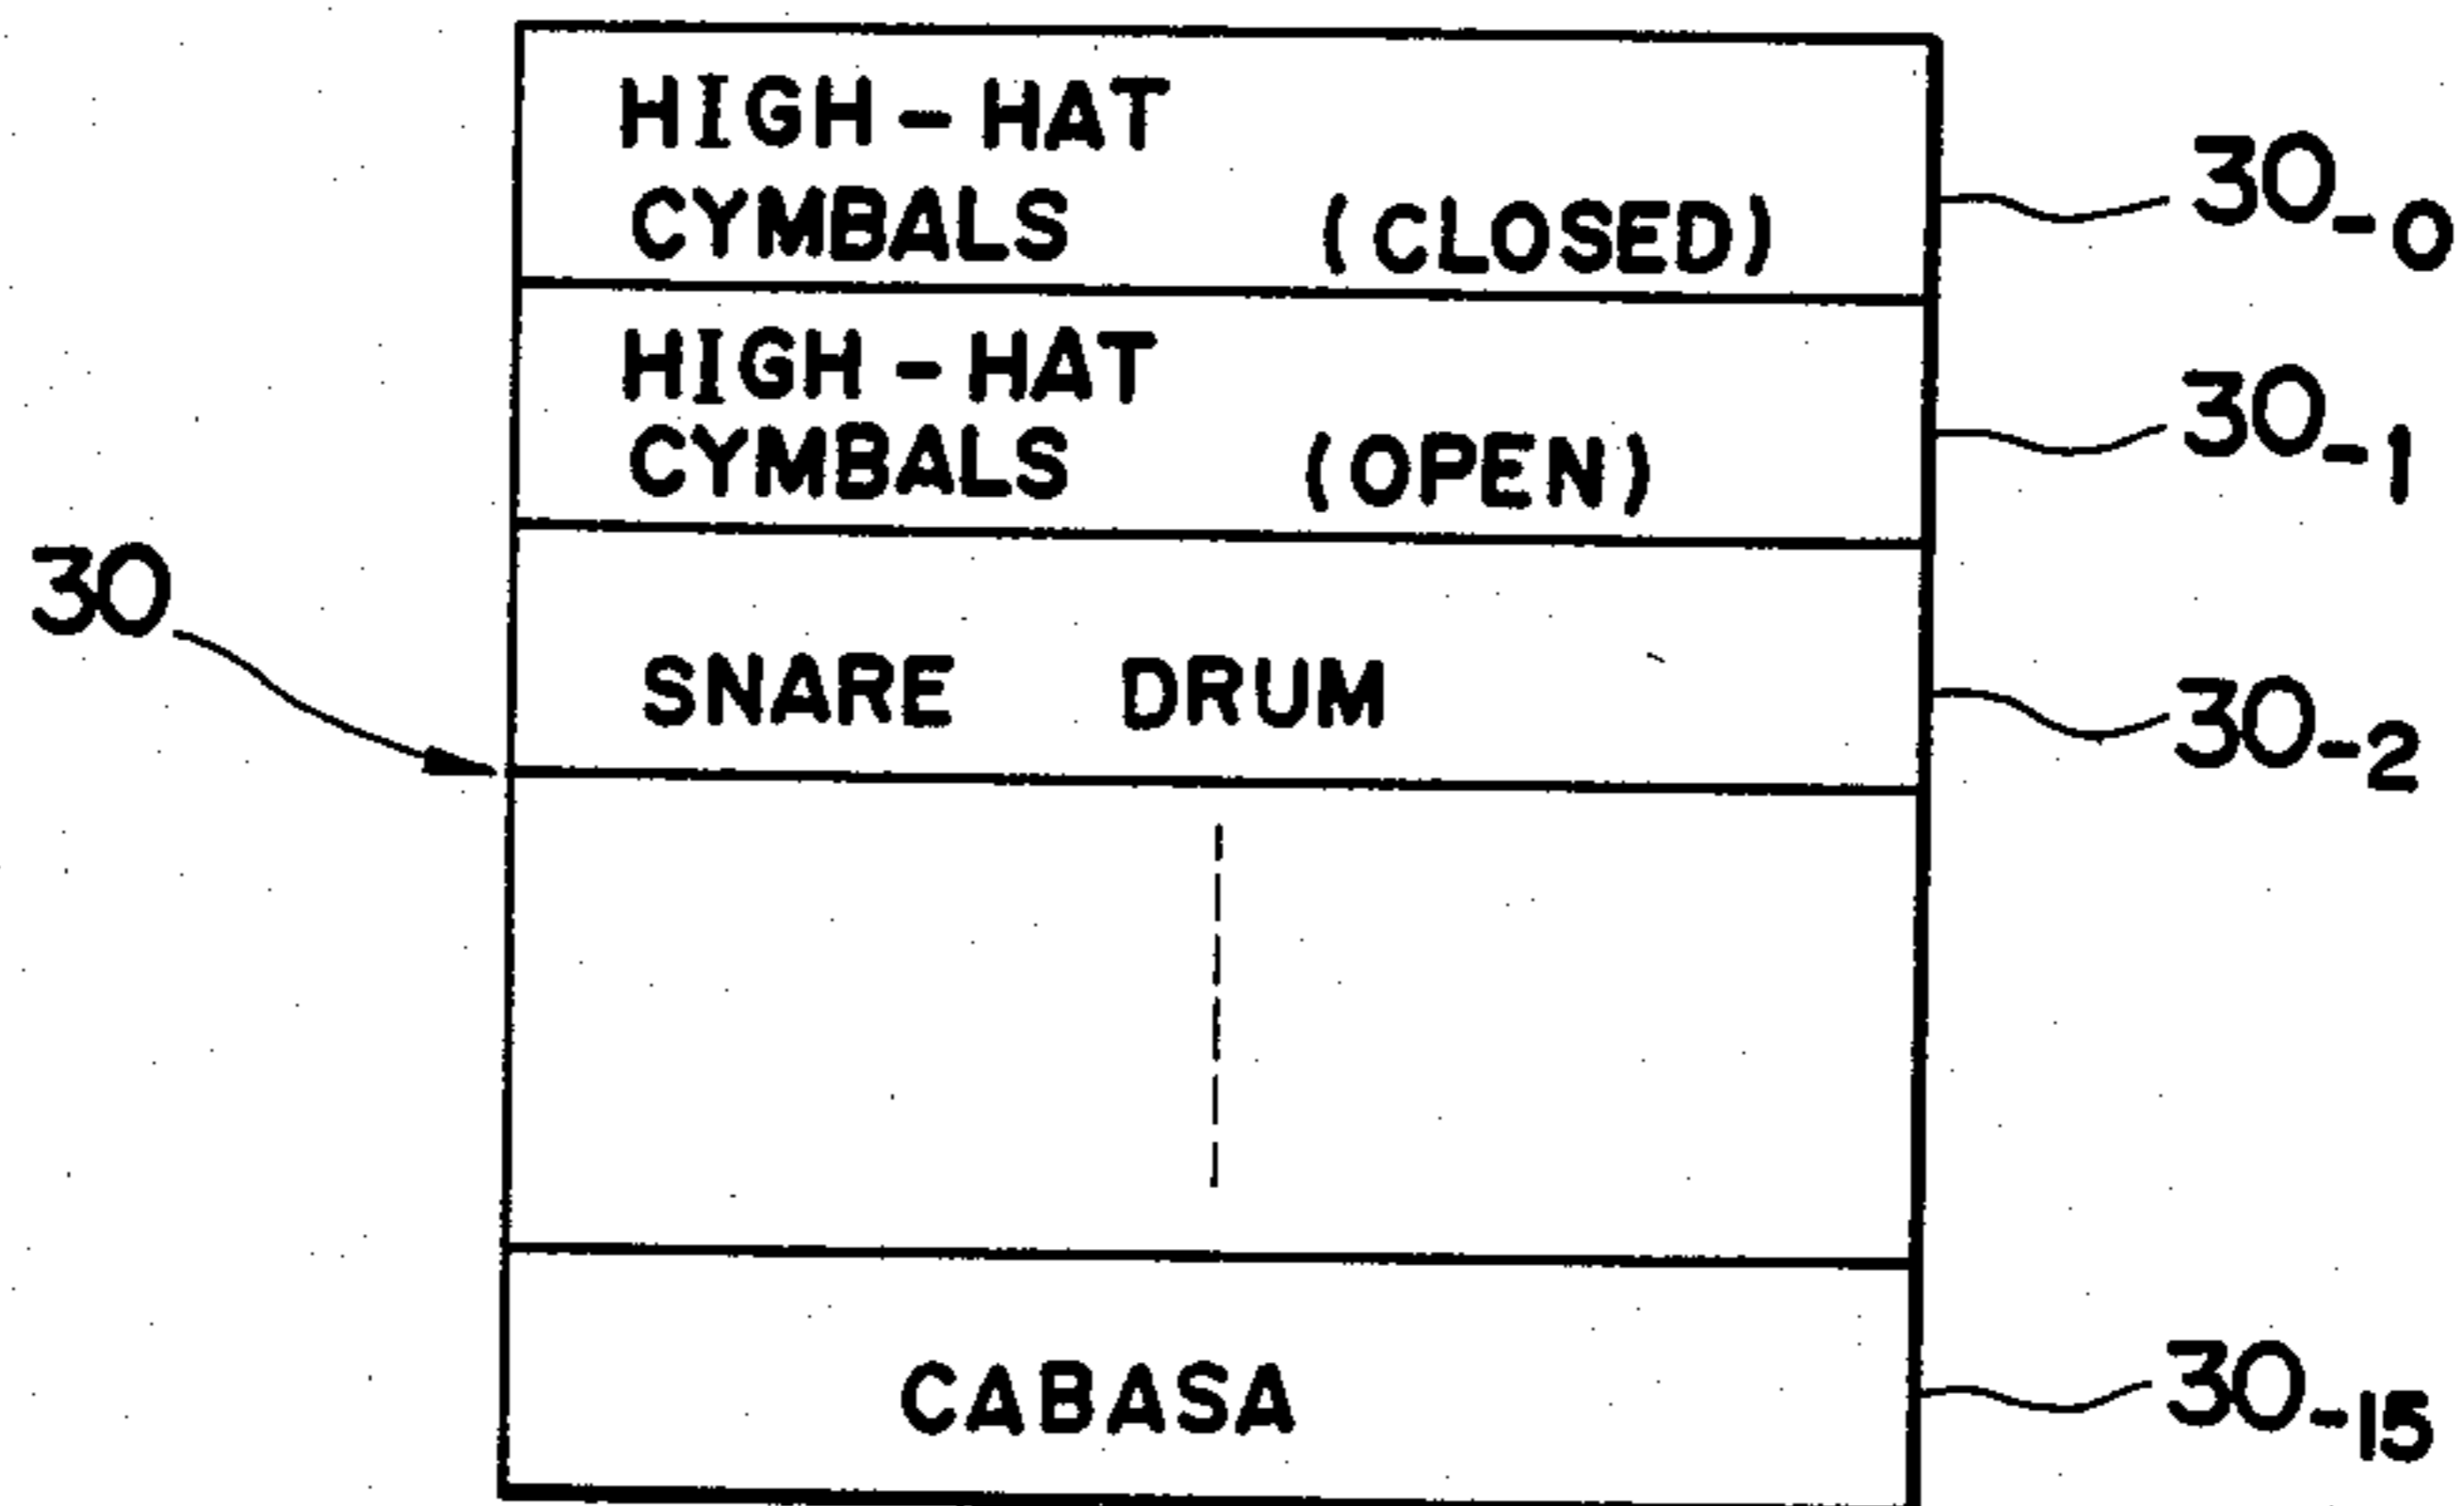 HIGH-HAT
CYMBALS (CLOSED)
30-0
HIGH-HAT
CYMBALS (OPEN)
30-1
30
SNARE DRUM
30-2
CABASA
30-15